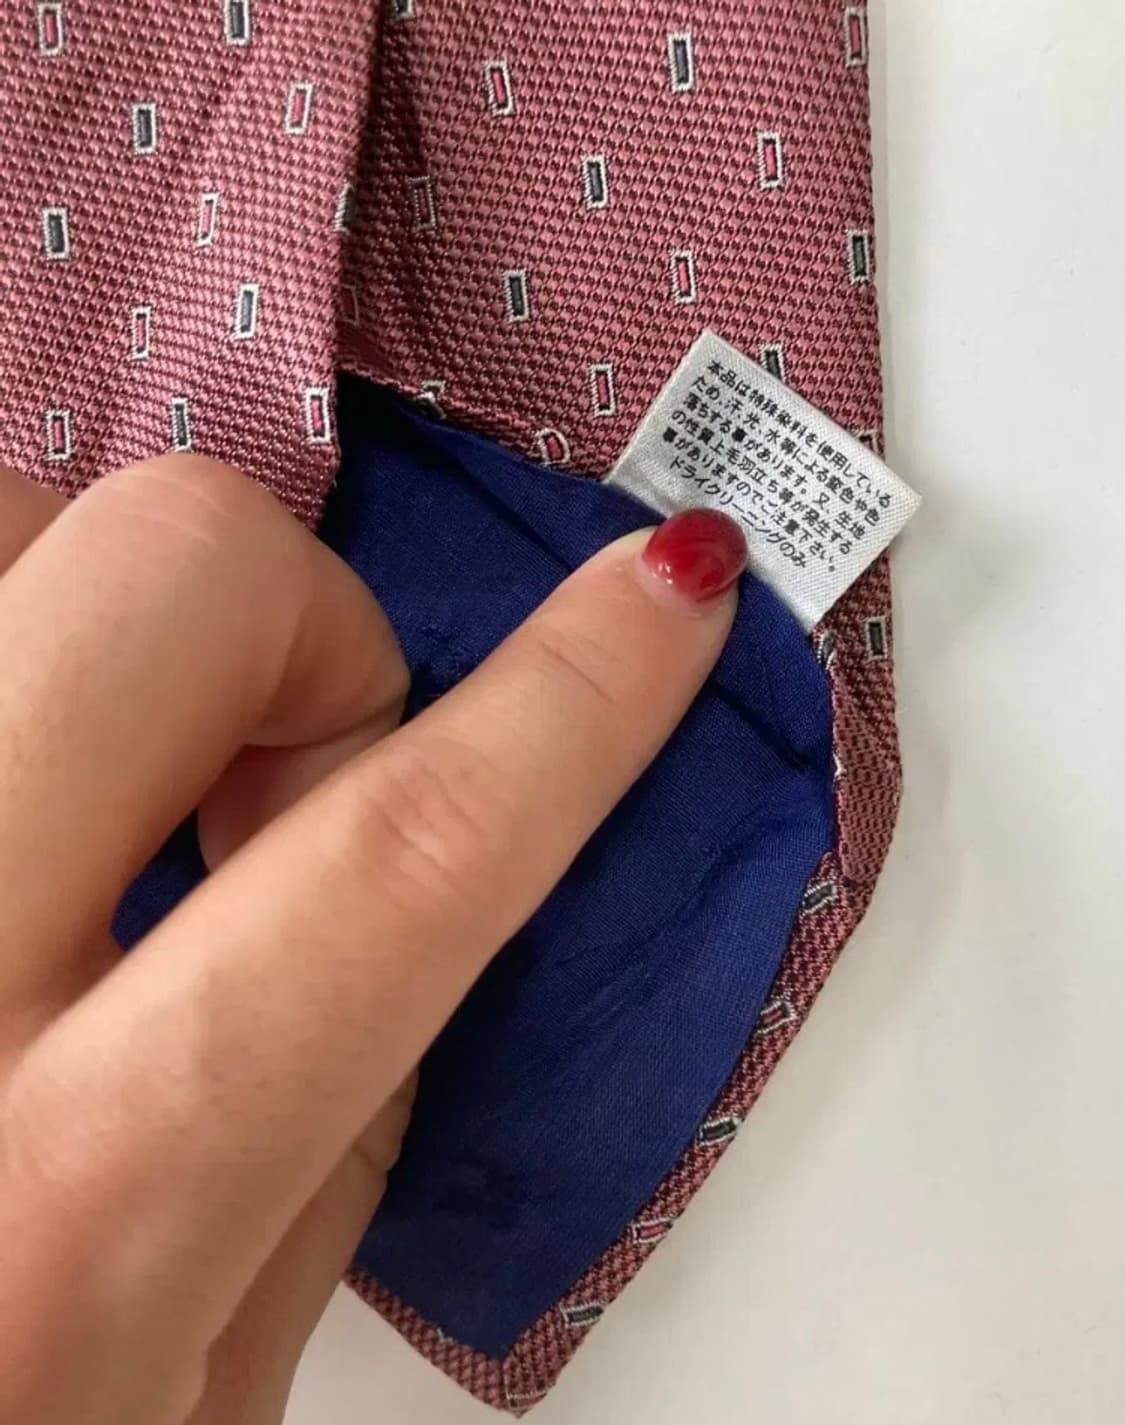 本品は特殊染料を使用している
ため、汗、光、水等による変色や色
落ちする事があります。又、生地
の性質上毛羽立ち等が発生する
事がありますのでご注意下さい。
ドライクリーニングのみ